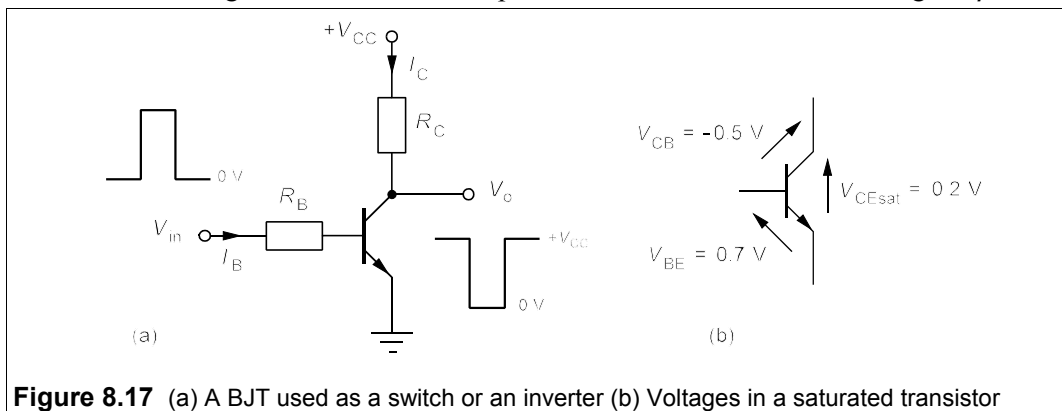 +V_CC
I_C
R_C
0 V
R_B
V_in
I_B
V_o
+V_CC
0 V
(a)
V_CB = -0.5 V
V_CEsat = 0.2 V
V_BE = 0.7 V
(b)
Figure 8.17 (a) A BJT used as a switch or an inverter (b) Voltages in a saturated transistor